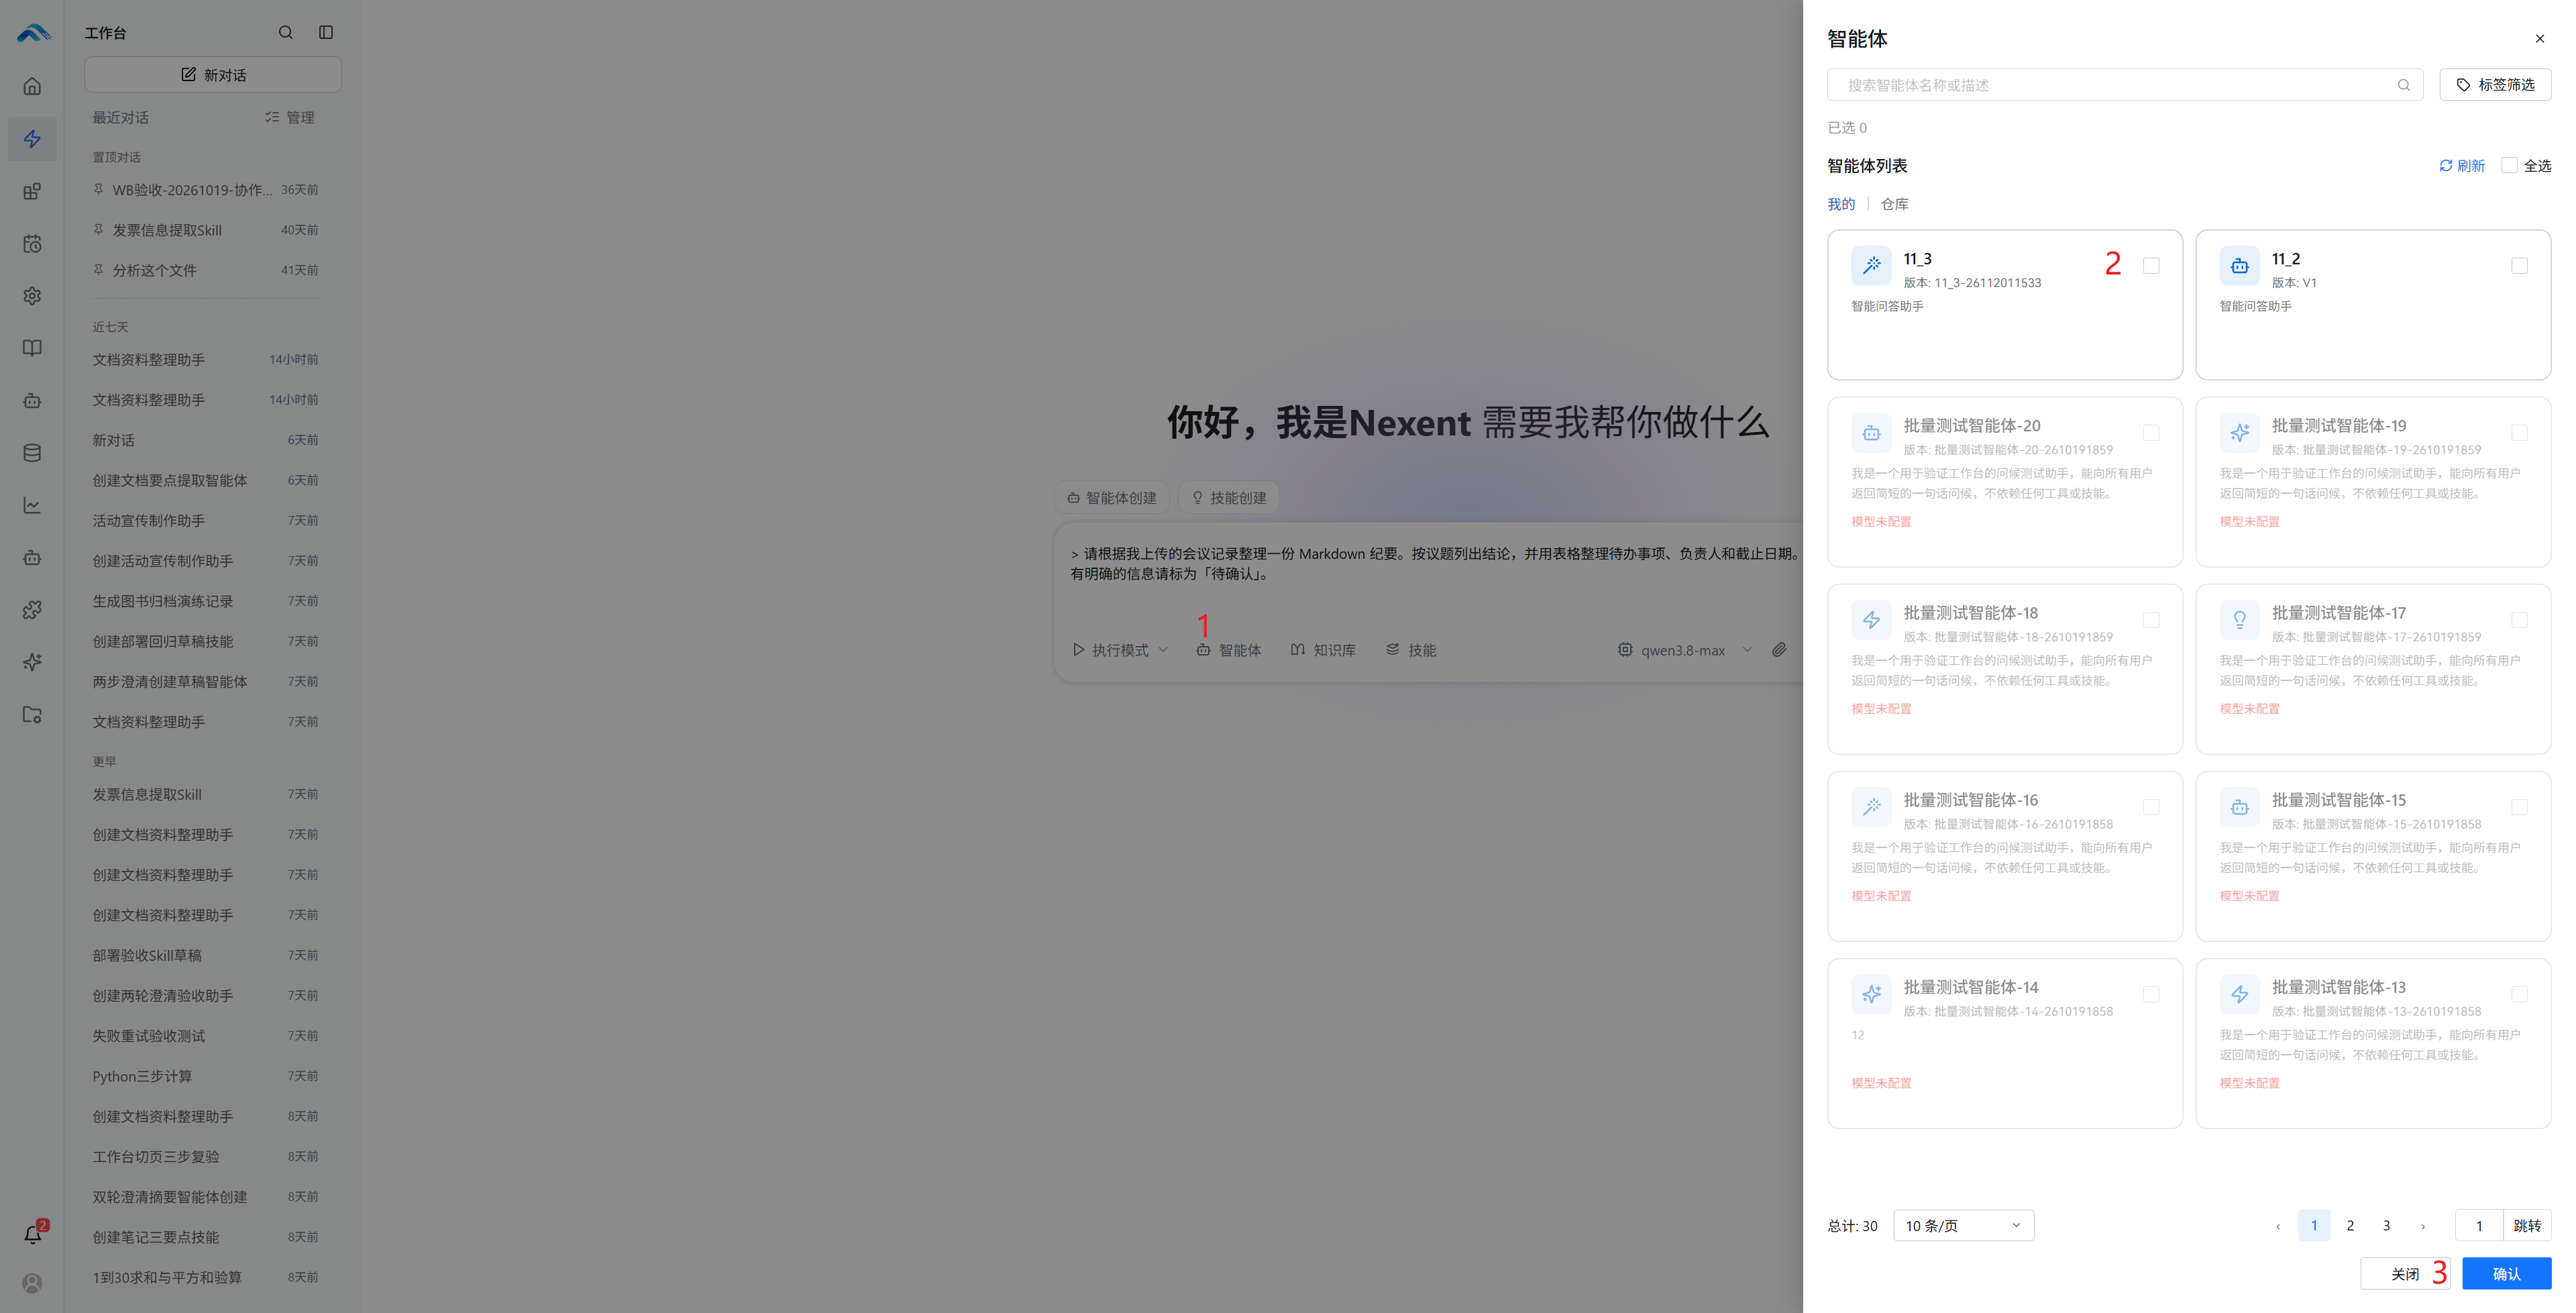 工作台
新对话
最近对话 管理
置顶对话
WB验收-20261019-协作... 36天前
发票信息提取Skill 40天前
分析这个文件 41天前
近七天
文档资料整理助手 14小时前
文档资料整理助手 14小时前
新对话 6天前
创建文档要点提取智能体 6天前
活动宣传制作助手 7天前
创建活动宣传制作助手 7天前
生成图书归档演练记录 7天前
创建部署回归草稿技能 7天前
两步澄清创建草稿智能体 7天前
文档资料整理助手 7天前
更早
发票信息提取Skill 7天前
创建文档资料整理助手 7天前
创建文档资料整理助手 7天前
创建文档资料整理助手 7天前
部署验收Skill草稿 7天前
创建两轮澄清验收助手 7天前
失败重试验收测试 7天前
Python三步计算 7天前
创建文档资料整理助手 8天前
工作台切页三步复验 8天前
双轮澄清摘要智能体创建 8天前
创建笔记三要点技能 8天前
1到30求和与平方和验算 8天前
2
你好，我是Nexent 需要我帮你做什么
智能体创建 技能创建
> 请根据我上传的会议记录整理一份 Markdown 纪要。按议题列出结论，并用表格整理待办事项、负责人和截止日期。
有明确的信息请标为「待确认」。
1
执行模式 智能体 知识库 技能 qwen3.8-max
智能体
搜索智能体名称或描述 标签筛选
已选 0
智能体列表 刷新 全选
我的 仓库
11_3 2
版本: 11_3-26112011533
智能问答助手
11_2
版本: V1
智能问答助手
批量测试智能体-20
版本: 批量测试智能体-20-2610191859
我是一个用于验证工作台的问候测试助手，能向所有用户
返回简短的一句话问候，不依赖任何工具或技能。
模型未配置
批量测试智能体-19
版本: 批量测试智能体-19-2610191859
我是一个用于验证工作台的问候测试助手，能向所有用户
返回简短的一句话问候，不依赖任何工具或技能。
模型未配置
批量测试智能体-18
版本: 批量测试智能体-18-2610191859
我是一个用于验证工作台的问候测试助手，能向所有用户
返回简短的一句话问候，不依赖任何工具或技能。
模型未配置
批量测试智能体-17
版本: 批量测试智能体-17-2610191859
我是一个用于验证工作台的问候测试助手，能向所有用户
返回简短的一句话问候，不依赖任何工具或技能。
模型未配置
批量测试智能体-16
版本: 批量测试智能体-16-2610191858
我是一个用于验证工作台的问候测试助手，能向所有用户
返回简短的一句话问候，不依赖任何工具或技能。
模型未配置
批量测试智能体-15
版本: 批量测试智能体-15-2610191858
我是一个用于验证工作台的问候测试助手，能向所有用户
返回简短的一句话问候，不依赖任何工具或技能。
模型未配置
批量测试智能体-14
版本: 批量测试智能体-14-2610191858
12
模型未配置
批量测试智能体-13
版本: 批量测试智能体-13-2610191858
我是一个用于验证工作台的问候测试助手，能向所有用户
返回简短的一句话问候，不依赖任何工具或技能。
模型未配置
总计: 30 10 条/页 ‹ 1 2 3 › 1 跳转
关闭 3 确认